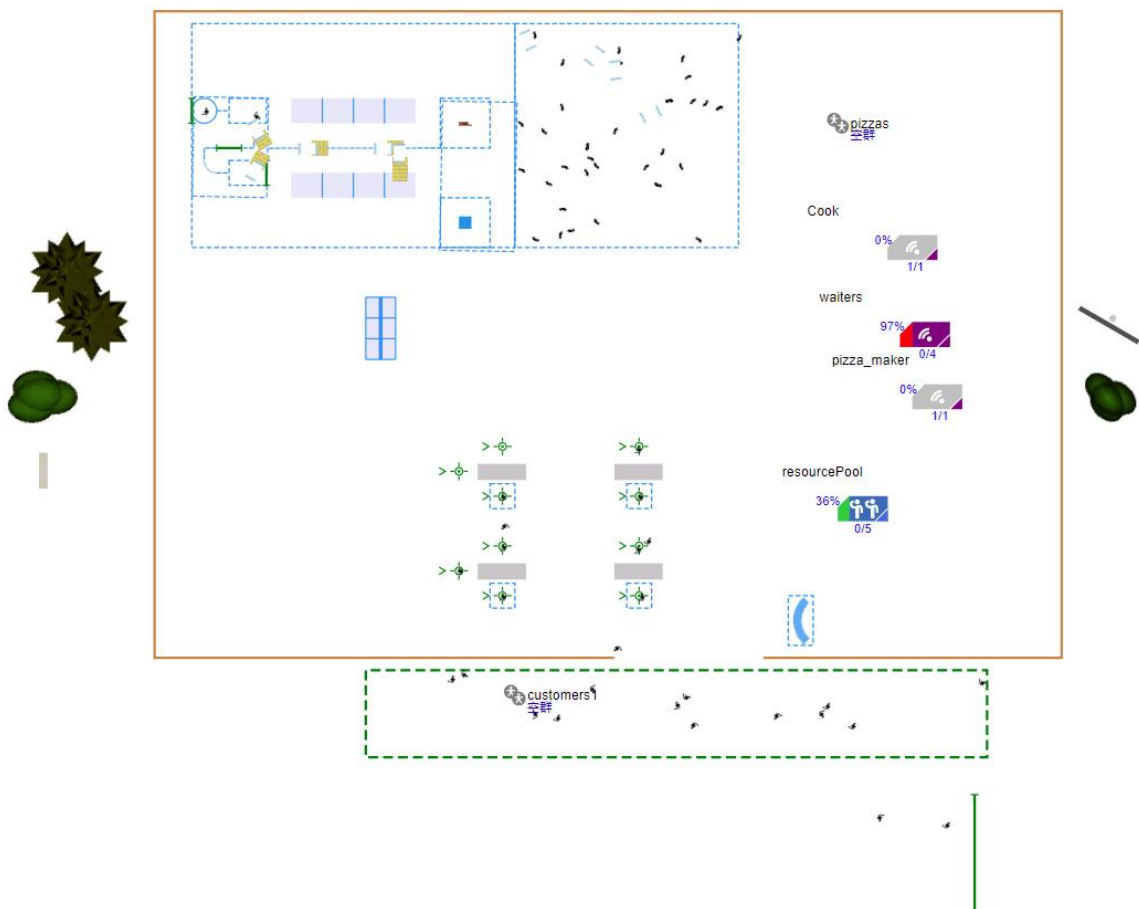 pizzas
空群
Cook
0%
1/1
waiters
97%
0/4
pizza_maker
0%
1/1
resourcePool
36%
0/5
customers1
空群